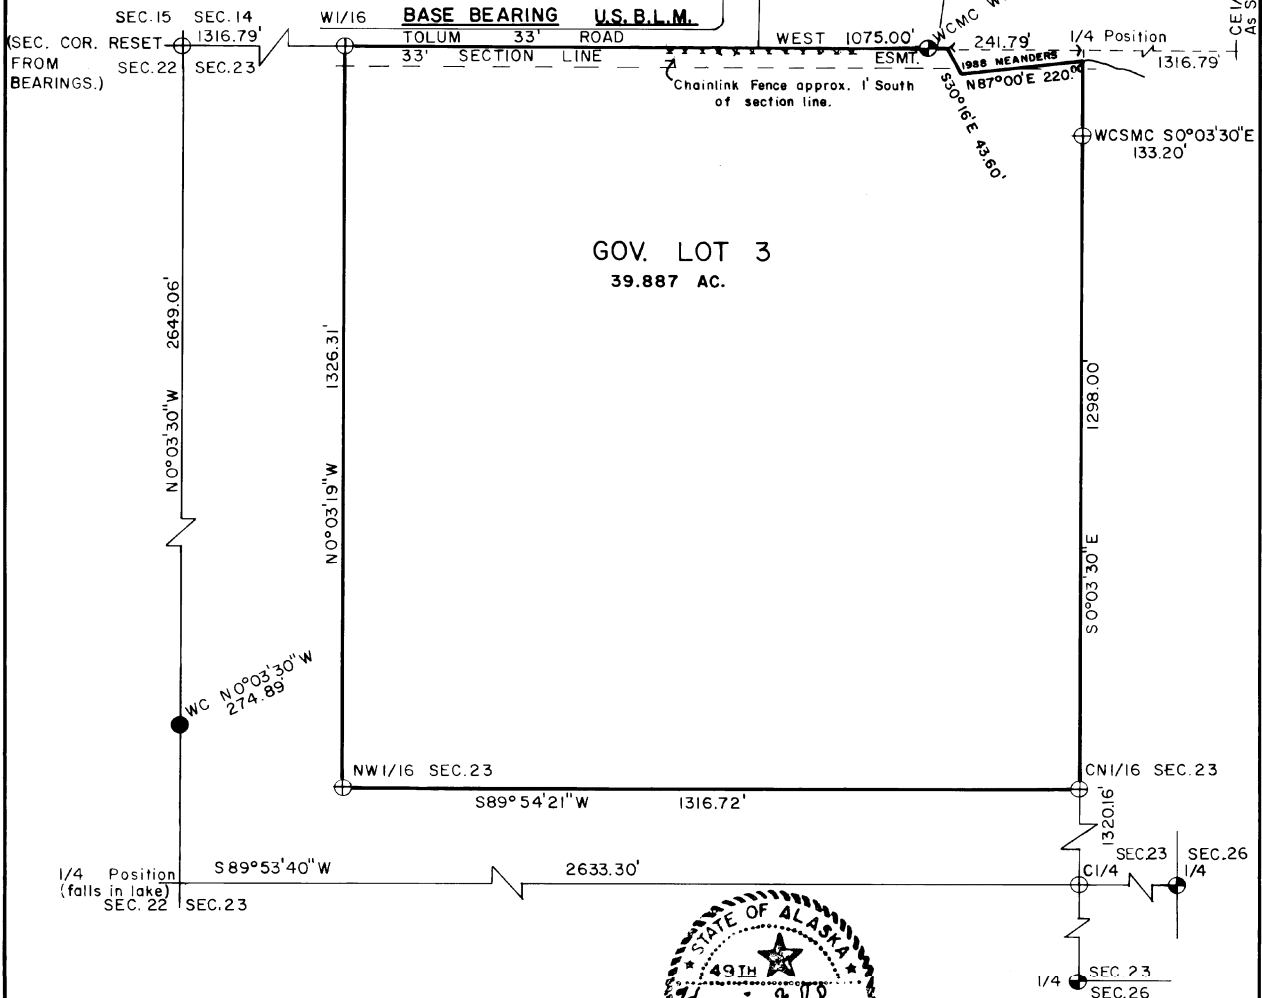 SEC.15 SEC.14
W1/16
BASE BEARING U.S.B.L.M.
(SEC. COR. RESET
FROM
BEARINGS.)
1316.79'
SEC.22 SEC.23
TOLUM 33' ROAD
33' SECTION LINE
ESMT.
WEST 1075.00'
WCMC
241.79'
1/4 Position
1316.79'
1988 MEANDERS
N87°00'E 220.00
S30°16'E 43.60'
Chainlink Fence approx. 1' South
of section line.
WCSMC S0°03'30"E
133.20'
GOV. LOT 3
39.887 AC.
N0°03'30"W 2649.06'
N0°03'19"W 1326.31'
S0°03'30"E 1298.00'
WC N0°03'30"W
274.89'
NW1/16 SEC.23
CN1/16 SEC.23
S89°54'21"W 1316.72'
1320.16'
1/4 Position
(falls in lake)
SEC. 22 SEC.23
S89°53'40"W 2633.30'
C1/4
SEC.23 SEC.26
1/4
STATE OF ALASKA
49TH
1/4
SEC.23
SEC.26